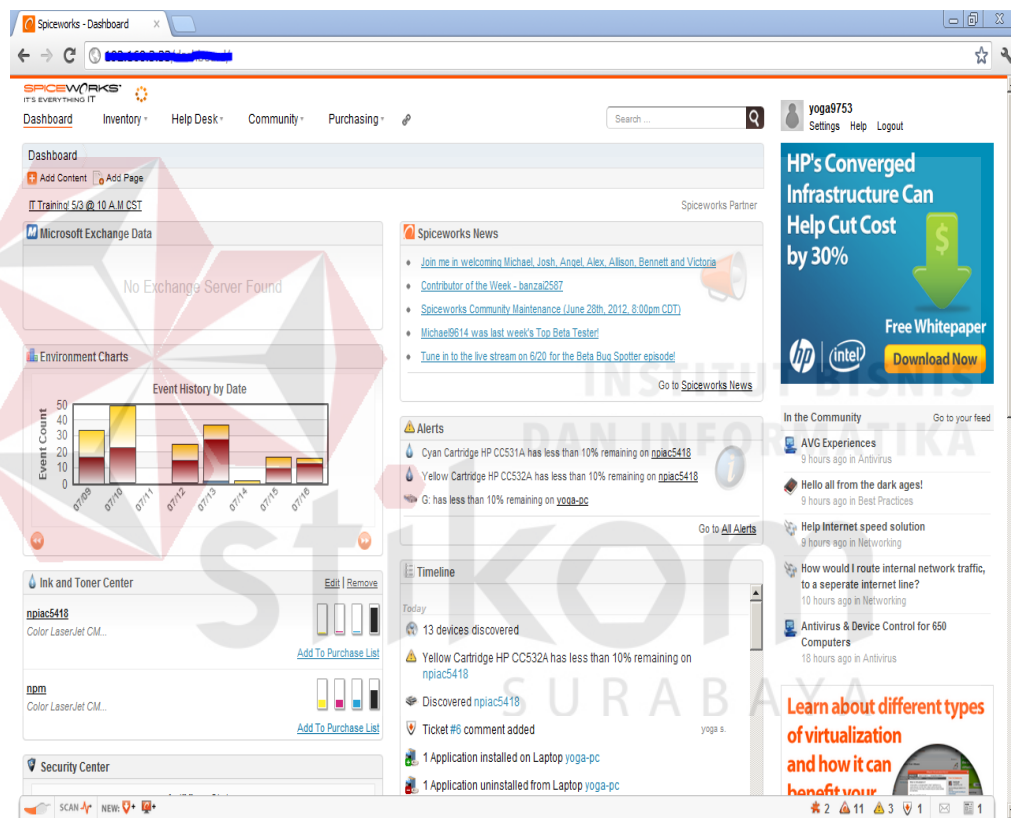 Spiceworks - Dashboard
SPICEWORKS
IT'S EVERYTHING IT
Dashboard Inventory Help Desk Community Purchasing
Search ...
yoga9753
Settings Help Logout
Dashboard
Add Content Add Page
IT Training! 5/3 @ 10 A.M CST
Spiceworks Partner
Microsoft Exchange Data
No Exchange Server Found
Environment Charts
Event History by Date
Event Count
50
40
30
20
10
0
07/09 07/10 07/11 07/12 07/13 07/14 07/15 07/16
Ink and Toner Center
Edit | Remove
npiac5418
Color LaserJet CM...
Add To Purchase List
npm
Color LaserJet CM...
Add To Purchase List
Security Center
Spiceworks News
Join me in welcoming Michael, Josh, Angel, Alex, Allison, Bennett and Victoria
Contributor of the Week - banzai2587
Spiceworks Community Maintenance (June 28th, 2012, 8:00pm CDT)
Michael9614 was last week's Top Beta Tester!
Tune in to the live stream on 6/20 for the Beta Bug Spotter episode!
Go to Spiceworks News
Alerts
Cyan Cartridge HP CC531A has less than 10% remaining on npiac5418
Yellow Cartridge HP CC532A has less than 10% remaining on npiac5418
G: has less than 10% remaining on yoga-pc
Go to All Alerts
Timeline
Today
13 devices discovered
Yellow Cartridge HP CC532A has less than 10% remaining on
npiac5418
Discovered npiac5418
Ticket #6 comment added
yoga s.
1 Application installed on Laptop yoga-pc
1 Application uninstalled from Laptop yoga-pc
HP's Converged
Infrastructure Can
Help Cut Cost
by 30%
$
Free Whitepaper
hp intel Download Now
In the Community Go to your feed
AVG Experiences
9 hours ago in Antivirus
Hello all from the dark ages!
9 hours ago in Best Practices
Help Internet speed solution
9 hours ago in Networking
How would I route internal network traffic,
to a seperate internet line?
10 hours ago in Networking
Antivirus & Device Control for 650
Computers
18 hours ago in Antivirus
Learn about different types
of virtualization
and how it can
benefit your
SCAN NEW:
2 11 3 1 1
INSTITUT BISNIS
DAN INFORMATIKA
stikom
SURABAYA